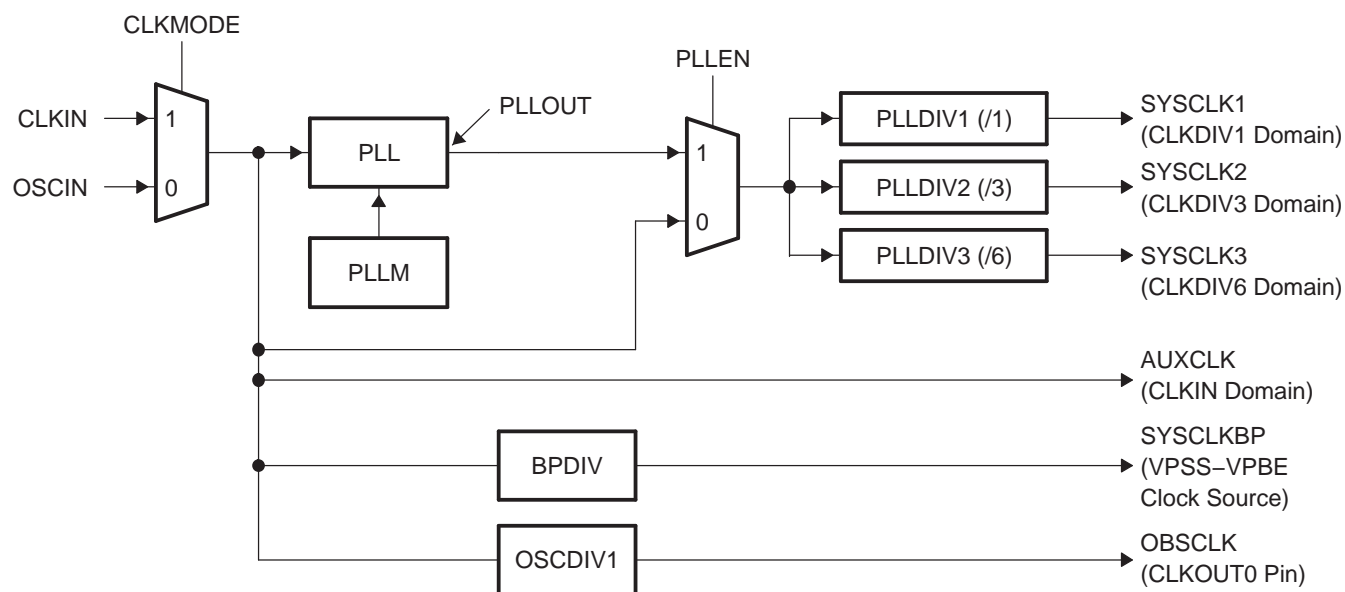 CLKMODE
CLKIN
OSCIN
1
0
PLL
PLLM
PLLOUT
PLLEN
1
0
PLLDIV1 (/1)
PLLDIV2 (/3)
PLLDIV3 (/6)
SYSCLK1
(CLKDIV1 Domain)
SYSCLK2
(CLKDIV3 Domain)
SYSCLK3
(CLKDIV6 Domain)
AUXCLK
(CLKIN Domain)
BPDIV
SYSCLKBP
(VPSS−VPBE
Clock Source)
OSCDIV1
OBSCLK
(CLKOUT0 Pin)